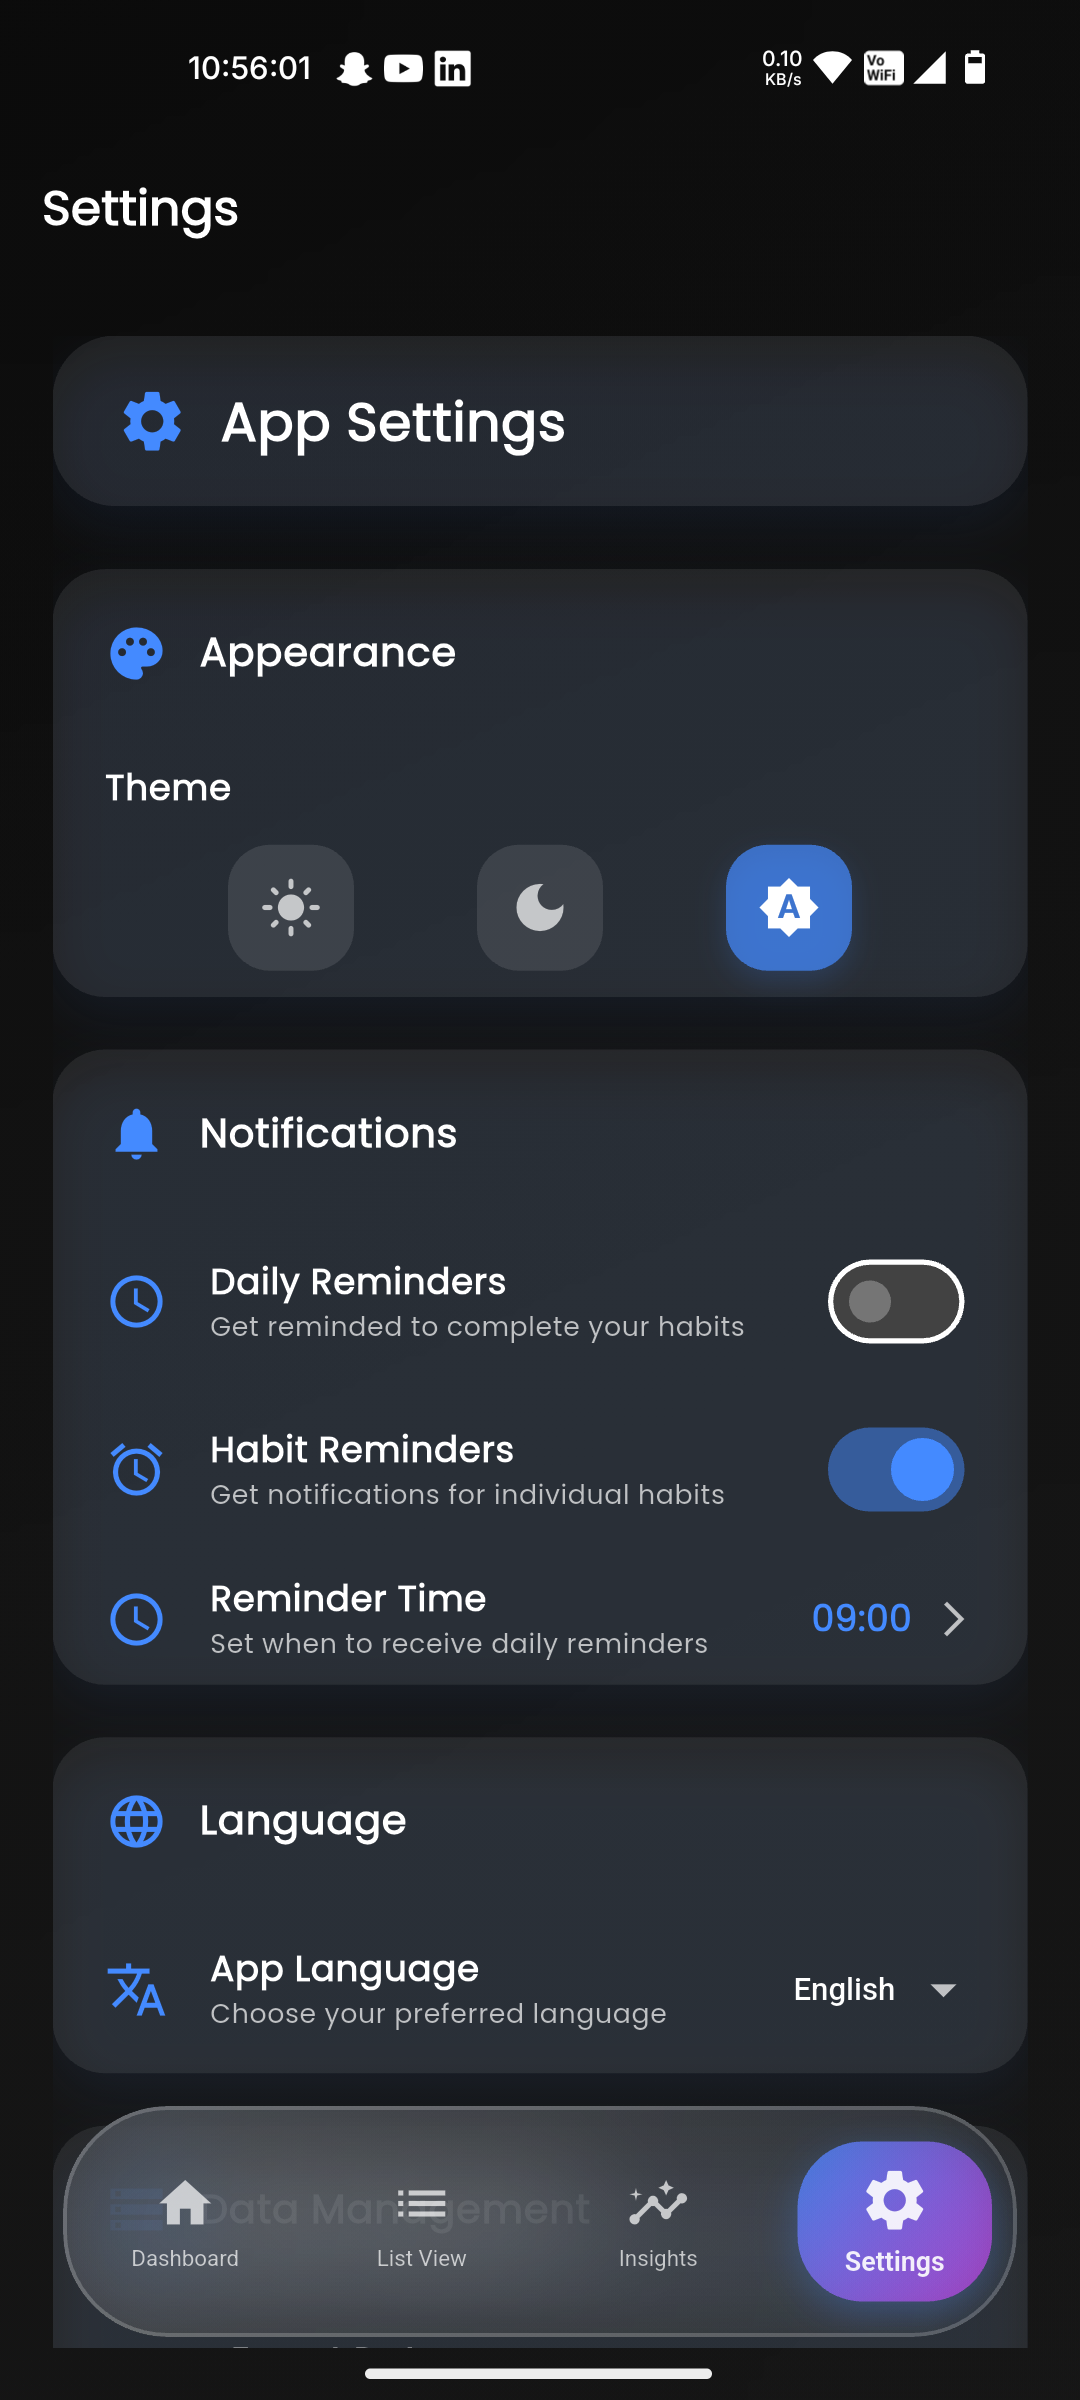 10:56:01
0.10
KB/s
Vo
WiFi
Settings
App Settings
Appearance
Theme
A
Notifications
Daily Reminders
Get reminded to complete your habits
Habit Reminders
Get notifications for individual habits
Reminder Time
Set when to receive daily reminders
09:00
Language
App Language
Choose your preferred language
English
Data Management
Dashboard
List View
Insights
Settings